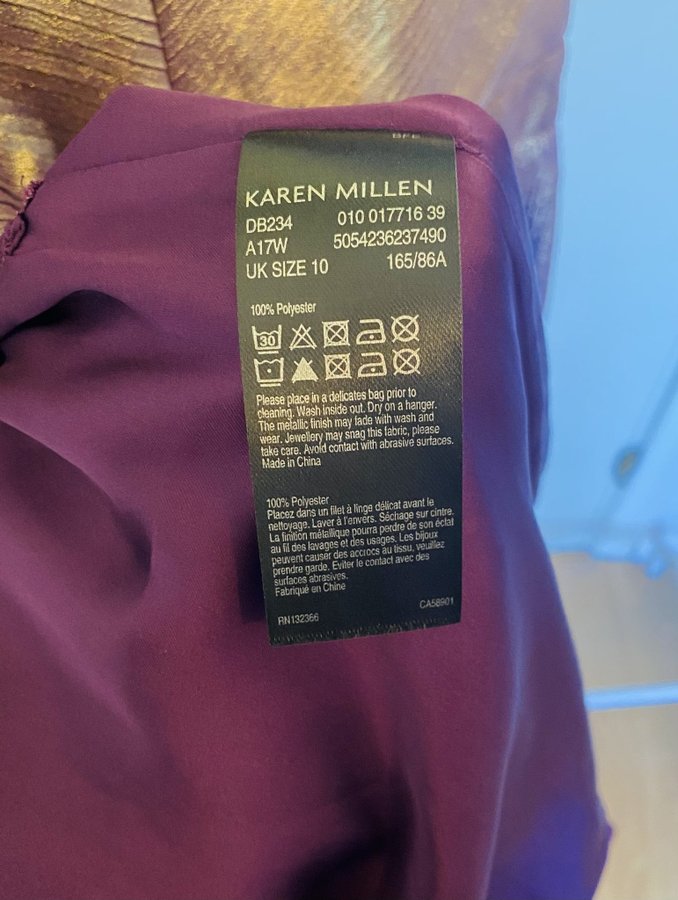 KAREN MILLEN
DB234 010 017716 39
A17W 5054236237490
UK SIZE 10 165/86A
100% Polyester
30
Please place in a delicates bag prior to
cleaning. Wash inside out. Dry on a hanger.
The metallic finish may fade with wash and
wear. Jewellery may snag this fabric, please
take care. Avoid contact with abrasive surfaces.
Made in China
100% Polyester
Placez dans un filet à linge délicat avant le
nettoyage. Laver à l'envers. Séchage sur cintre.
La finition métallique pourra perdre de son éclat
au fil des lavages et des usages. Les bijoux
peuvent causer des accrocs au tissu, veuillez
prendre garde. Eviter le contact avec des
surfaces abrasives.
Fabriqué en Chine
RN132366 CA58901